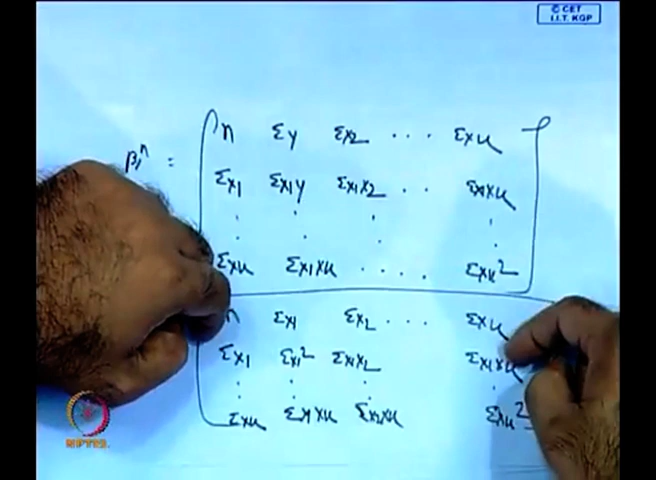 © CET
I.I.T. KGP
n Σy Σx2 ... Σxk
β1^n =
Σx1 Σx1y Σx1x2 .. Σx1xk
Σxk Σx1xk .... Σxk²
n Σx1 Σx2 ... Σxk
Σx1 Σx1² Σx1x2 Σx1xk
Σxk Σx1xk Σx2xk Σxk²
NPTEL